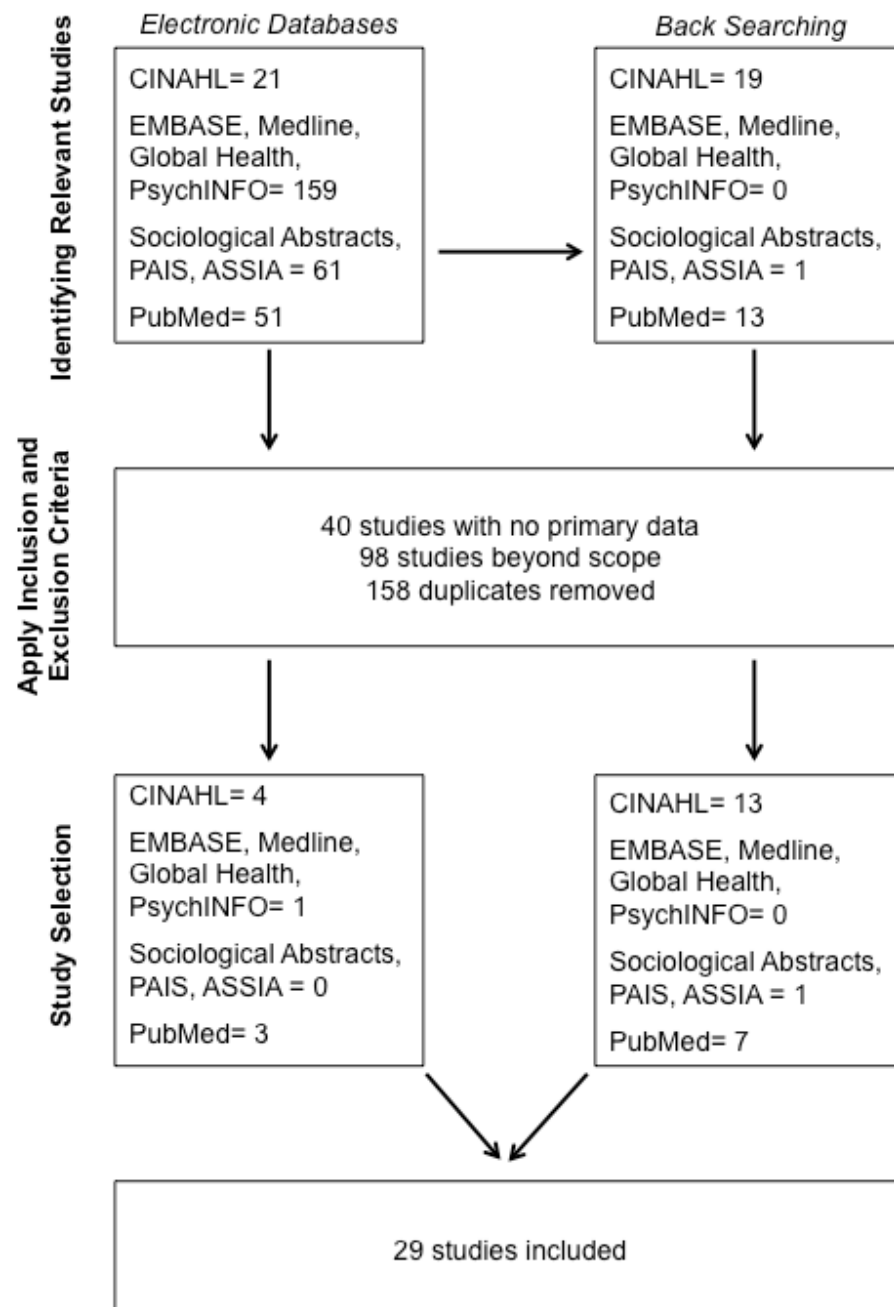 Electronic Databases
Back Searching
Identifying Relevant Studies
CINAHL= 21
EMBASE, Medline,
Global Health,
PsychINFO= 159
Sociological Abstracts,
PAIS, ASSIA = 61
PubMed= 51
CINAHL= 19
EMBASE, Medline,
Global Health,
PsychINFO= 0
Sociological Abstracts,
PAIS, ASSIA = 1
PubMed= 13
Apply Inclusion and
Exclusion Criteria
40 studies with no primary data
98 studies beyond scope
158 duplicates removed
Study Selection
CINAHL= 4
EMBASE, Medline,
Global Health,
PsychINFO= 1
Sociological Abstracts,
PAIS, ASSIA = 0
PubMed= 3
CINAHL= 13
EMBASE, Medline,
Global Health,
PsychINFO= 0
Sociological Abstracts,
PAIS, ASSIA = 1
PubMed= 7
29 studies included